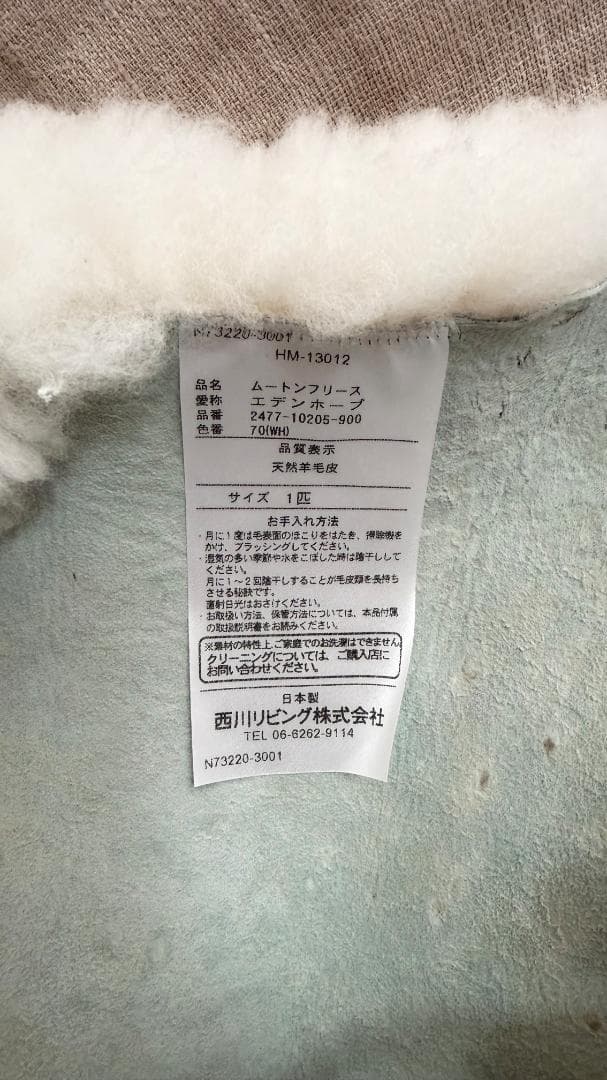 N73220-3001
HM-13012
品名 ムートンフリース
愛称 エデンホープ
品番 2477-10205-900
色番 70(WH)
品質表示
天然羊毛皮
サイズ 1匹
お手入れ方法
・月に1度は毛表面のほこりをはたき、掃除機を
かけ、ブラッシングしてください。
・湿気の多い季節や水をこぼした時は陰干しして
ください。
月に1〜2回陰干しすることが毛皮類を長持ち
させる秘訣です。
直射日光はおさけください。
・お取扱い方法、保管方法については、本品付属
の取扱説明書をお読みください。
※素材の特性上、ご家庭でのお洗濯はできません。
クリーニングについては、ご購入店に
お問い合わせください。
日本製
西川リビング株式会社
TEL 06-6262-9114
N73220-3001